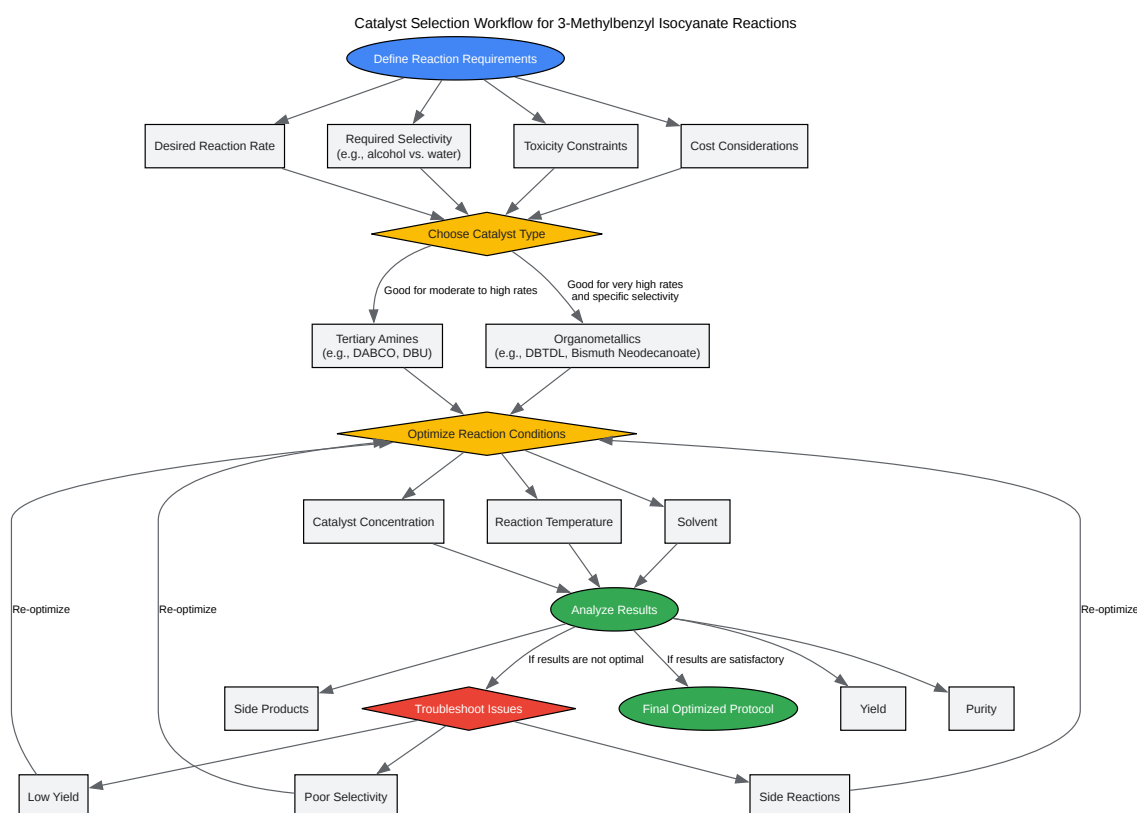 Catalyst Selection Workflow for 3-Methylbenzyl Isocyanate Reactions
Define Reaction Requirements
Desired Reaction Rate
Required Selectivity
(e.g., alcohol vs. water)
Toxicity Constraints
Cost Considerations
Choose Catalyst Type
Good for moderate to high rates
Good for very high rates
and specific selectivity
Tertiary Amines
(e.g., DABCO, DBU)
Organometallics
(e.g., DBTDL, Bismuth Neodecanoate)
Optimize Reaction Conditions
Catalyst Concentration
Reaction Temperature
Solvent
Re-optimize
Re-optimize
Analyze Results
Re-optimize
If results are not optimal
If results are satisfactory
Side Products
Troubleshoot Issues
Final Optimized Protocol
Yield
Purity
Low Yield
Poor Selectivity
Side Reactions